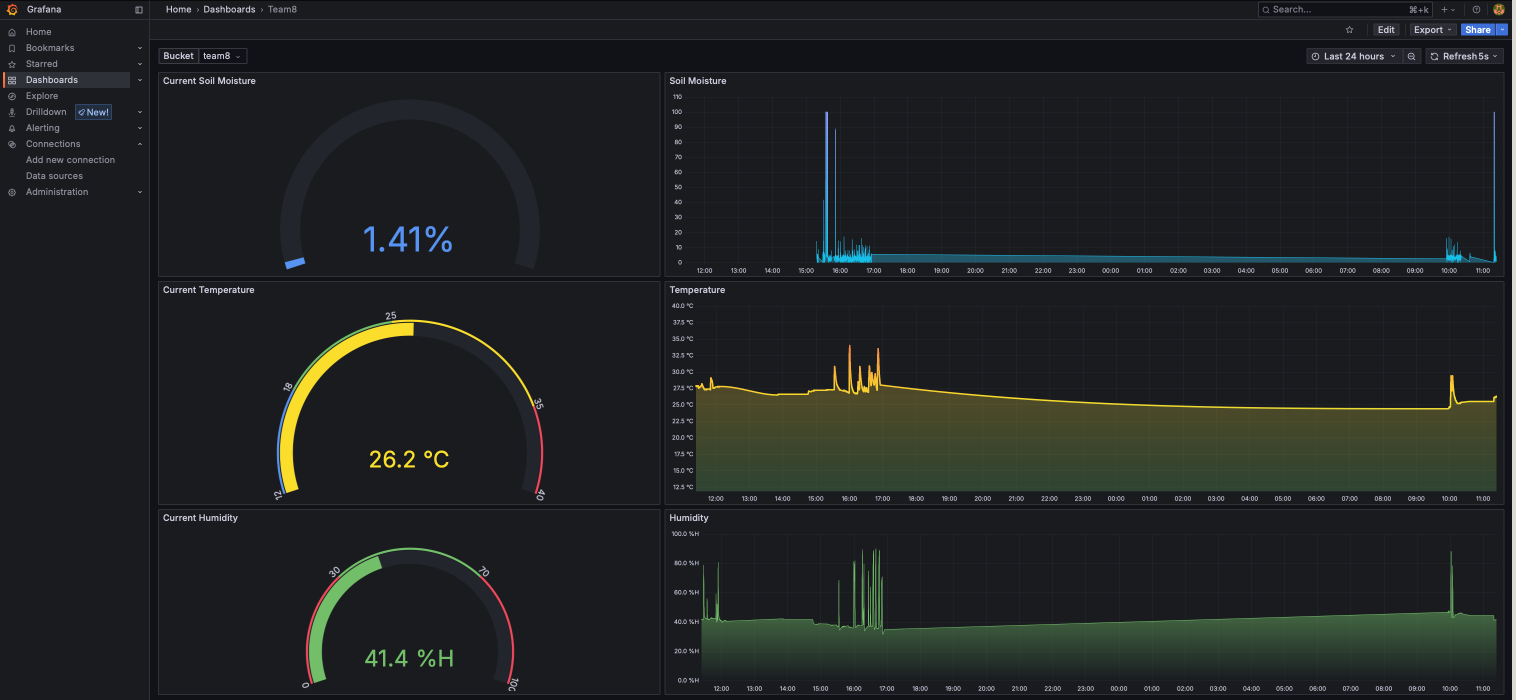 Grafana
Home › Dashboards › Team8
Search... ⌘+k
Home
Bookmarks
Starred
Dashboards
Explore
Drilldown New!
Alerting
Connections
Add new connection
Data sources
Administration
Edit Export Share
Bucket team8
Last 24 hours Refresh 5s
Current Soil Moisture
1.41%
Soil Moisture
110
100
90
80
70
60
50
40
30
20
10
0
12:00 13:00 14:00 15:00 16:00 17:00 18:00 19:00 20:00 21:00 22:00 23:00 00:00 01:00 02:00 03:00 04:00 05:00 06:00 07:00 08:00 09:00 10:00 11:00
Current Temperature
12 18 25 35 40
26.2 °C
Temperature
40.0 °C
37.5 °C
35.0 °C
32.5 °C
30.0 °C
27.5 °C
25.0 °C
22.5 °C
20.0 °C
17.5 °C
15.0 °C
12.5 °C
12:00 13:00 14:00 15:00 16:00 17:00 18:00 19:00 20:00 21:00 22:00 23:00 00:00 01:00 02:00 03:00 04:00 05:00 06:00 07:00 08:00 09:00 10:00 11:00
Current Humidity
0 30 70 100
41.4 %H
Humidity
100.0 %H
80.0 %H
60.0 %H
40.0 %H
20.0 %H
0.0 %H
12:00 13:00 14:00 15:00 16:00 17:00 18:00 19:00 20:00 21:00 22:00 23:00 00:00 01:00 02:00 03:00 04:00 05:00 06:00 07:00 08:00 09:00 10:00 11:00